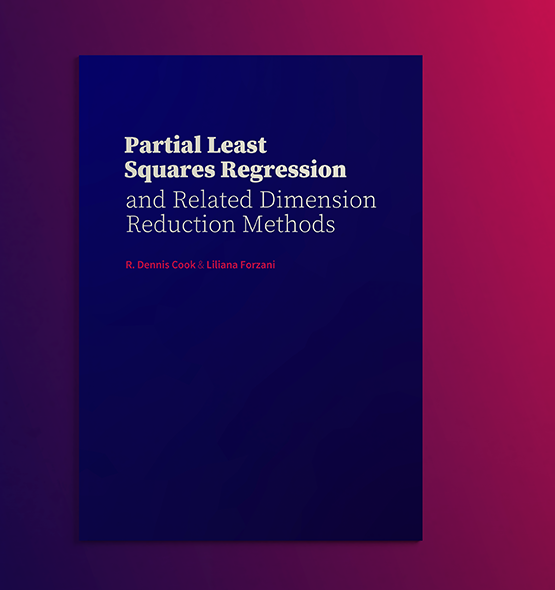 Partial Least
Squares Regression
and Related Dimension
Reduction Methods
R. Dennis Cook & Liliana Forzani